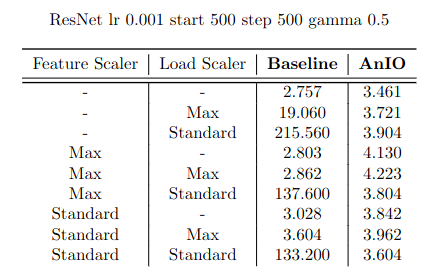 ResNet lr 0.001 start 500 step 500 gamma 0.5
Feature Scaler Load Scaler Baseline AnIO
- - 2.757 3.461
- Max 19.060 3.721
- Standard 215.560 3.904
Max - 2.803 4.130
Max Max 2.862 4.223
Max Standard 137.600 3.804
Standard - 3.028 3.842
Standard Max 3.604 3.962
Standard Standard 133.200 3.604